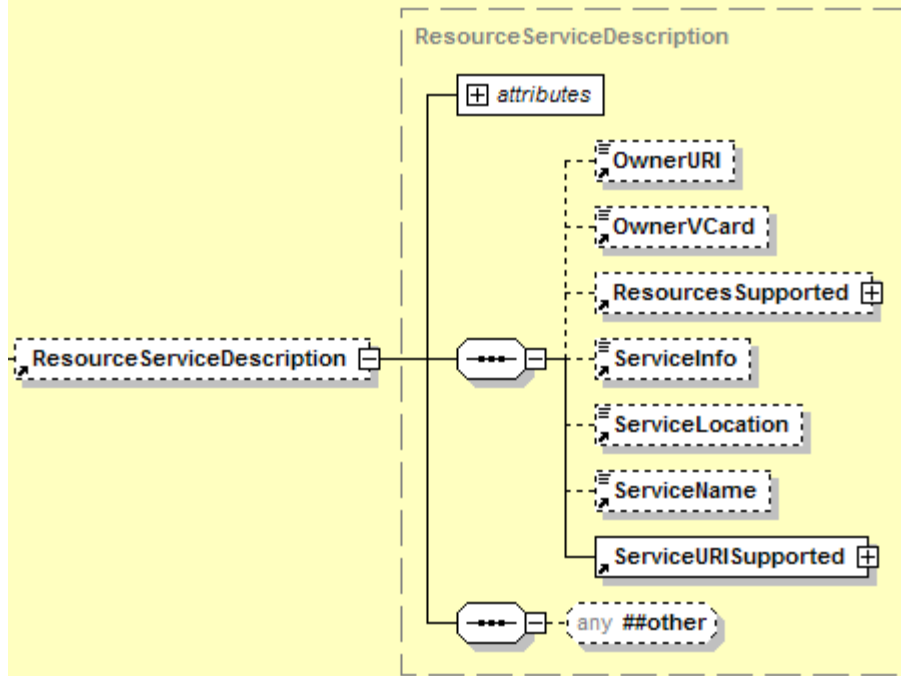 ResourceServiceDescription
attributes
OwnerURI
OwnerVCard
ResourcesSupported
ResourceServiceDescription
ServiceInfo
ServiceLocation
ServiceName
ServiceURISupported
any ##other